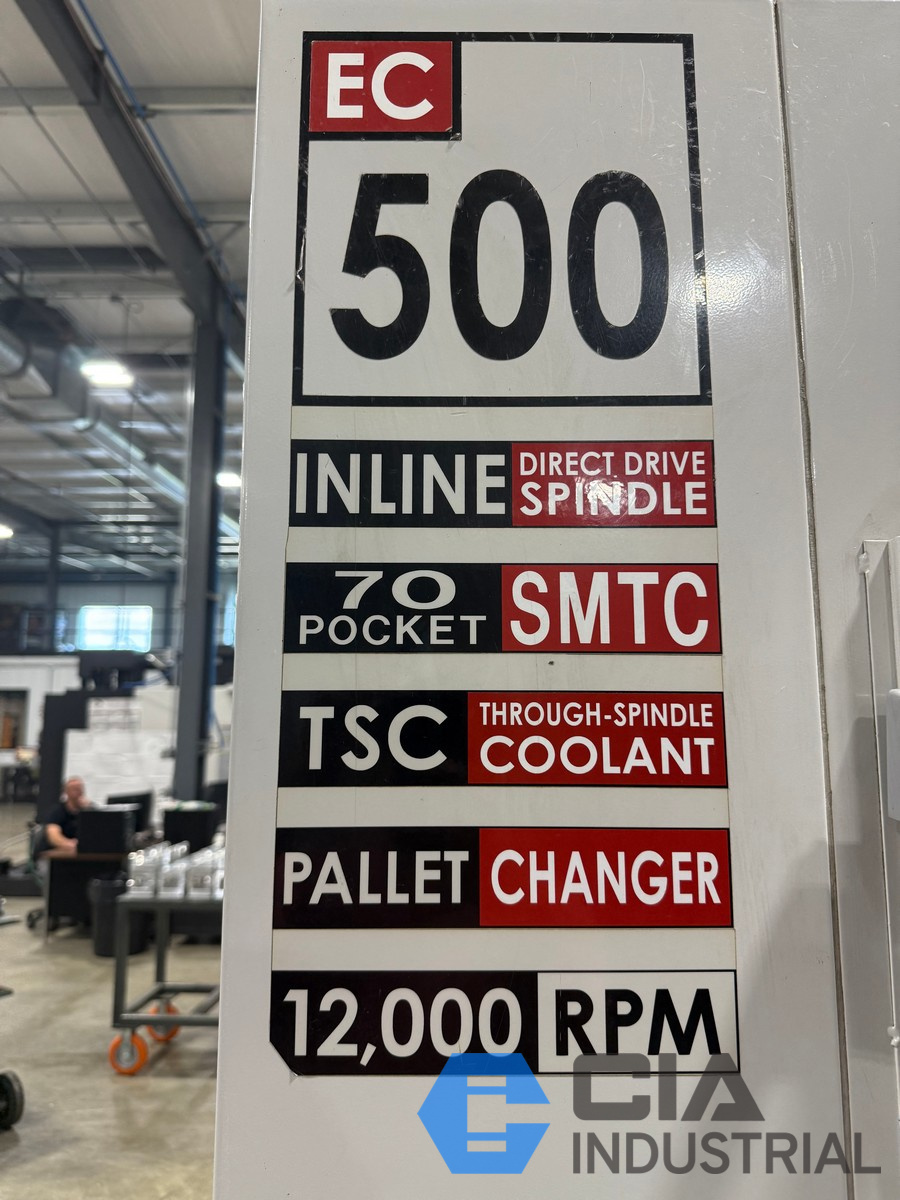 EC
500
INLINE DIRECT DRIVE SPINDLE
70 POCKET SMTC
TSC THROUGH-SPINDLE COOLANT
PALLET CHANGER
12,000 RPM
CIA
INDUSTRIAL